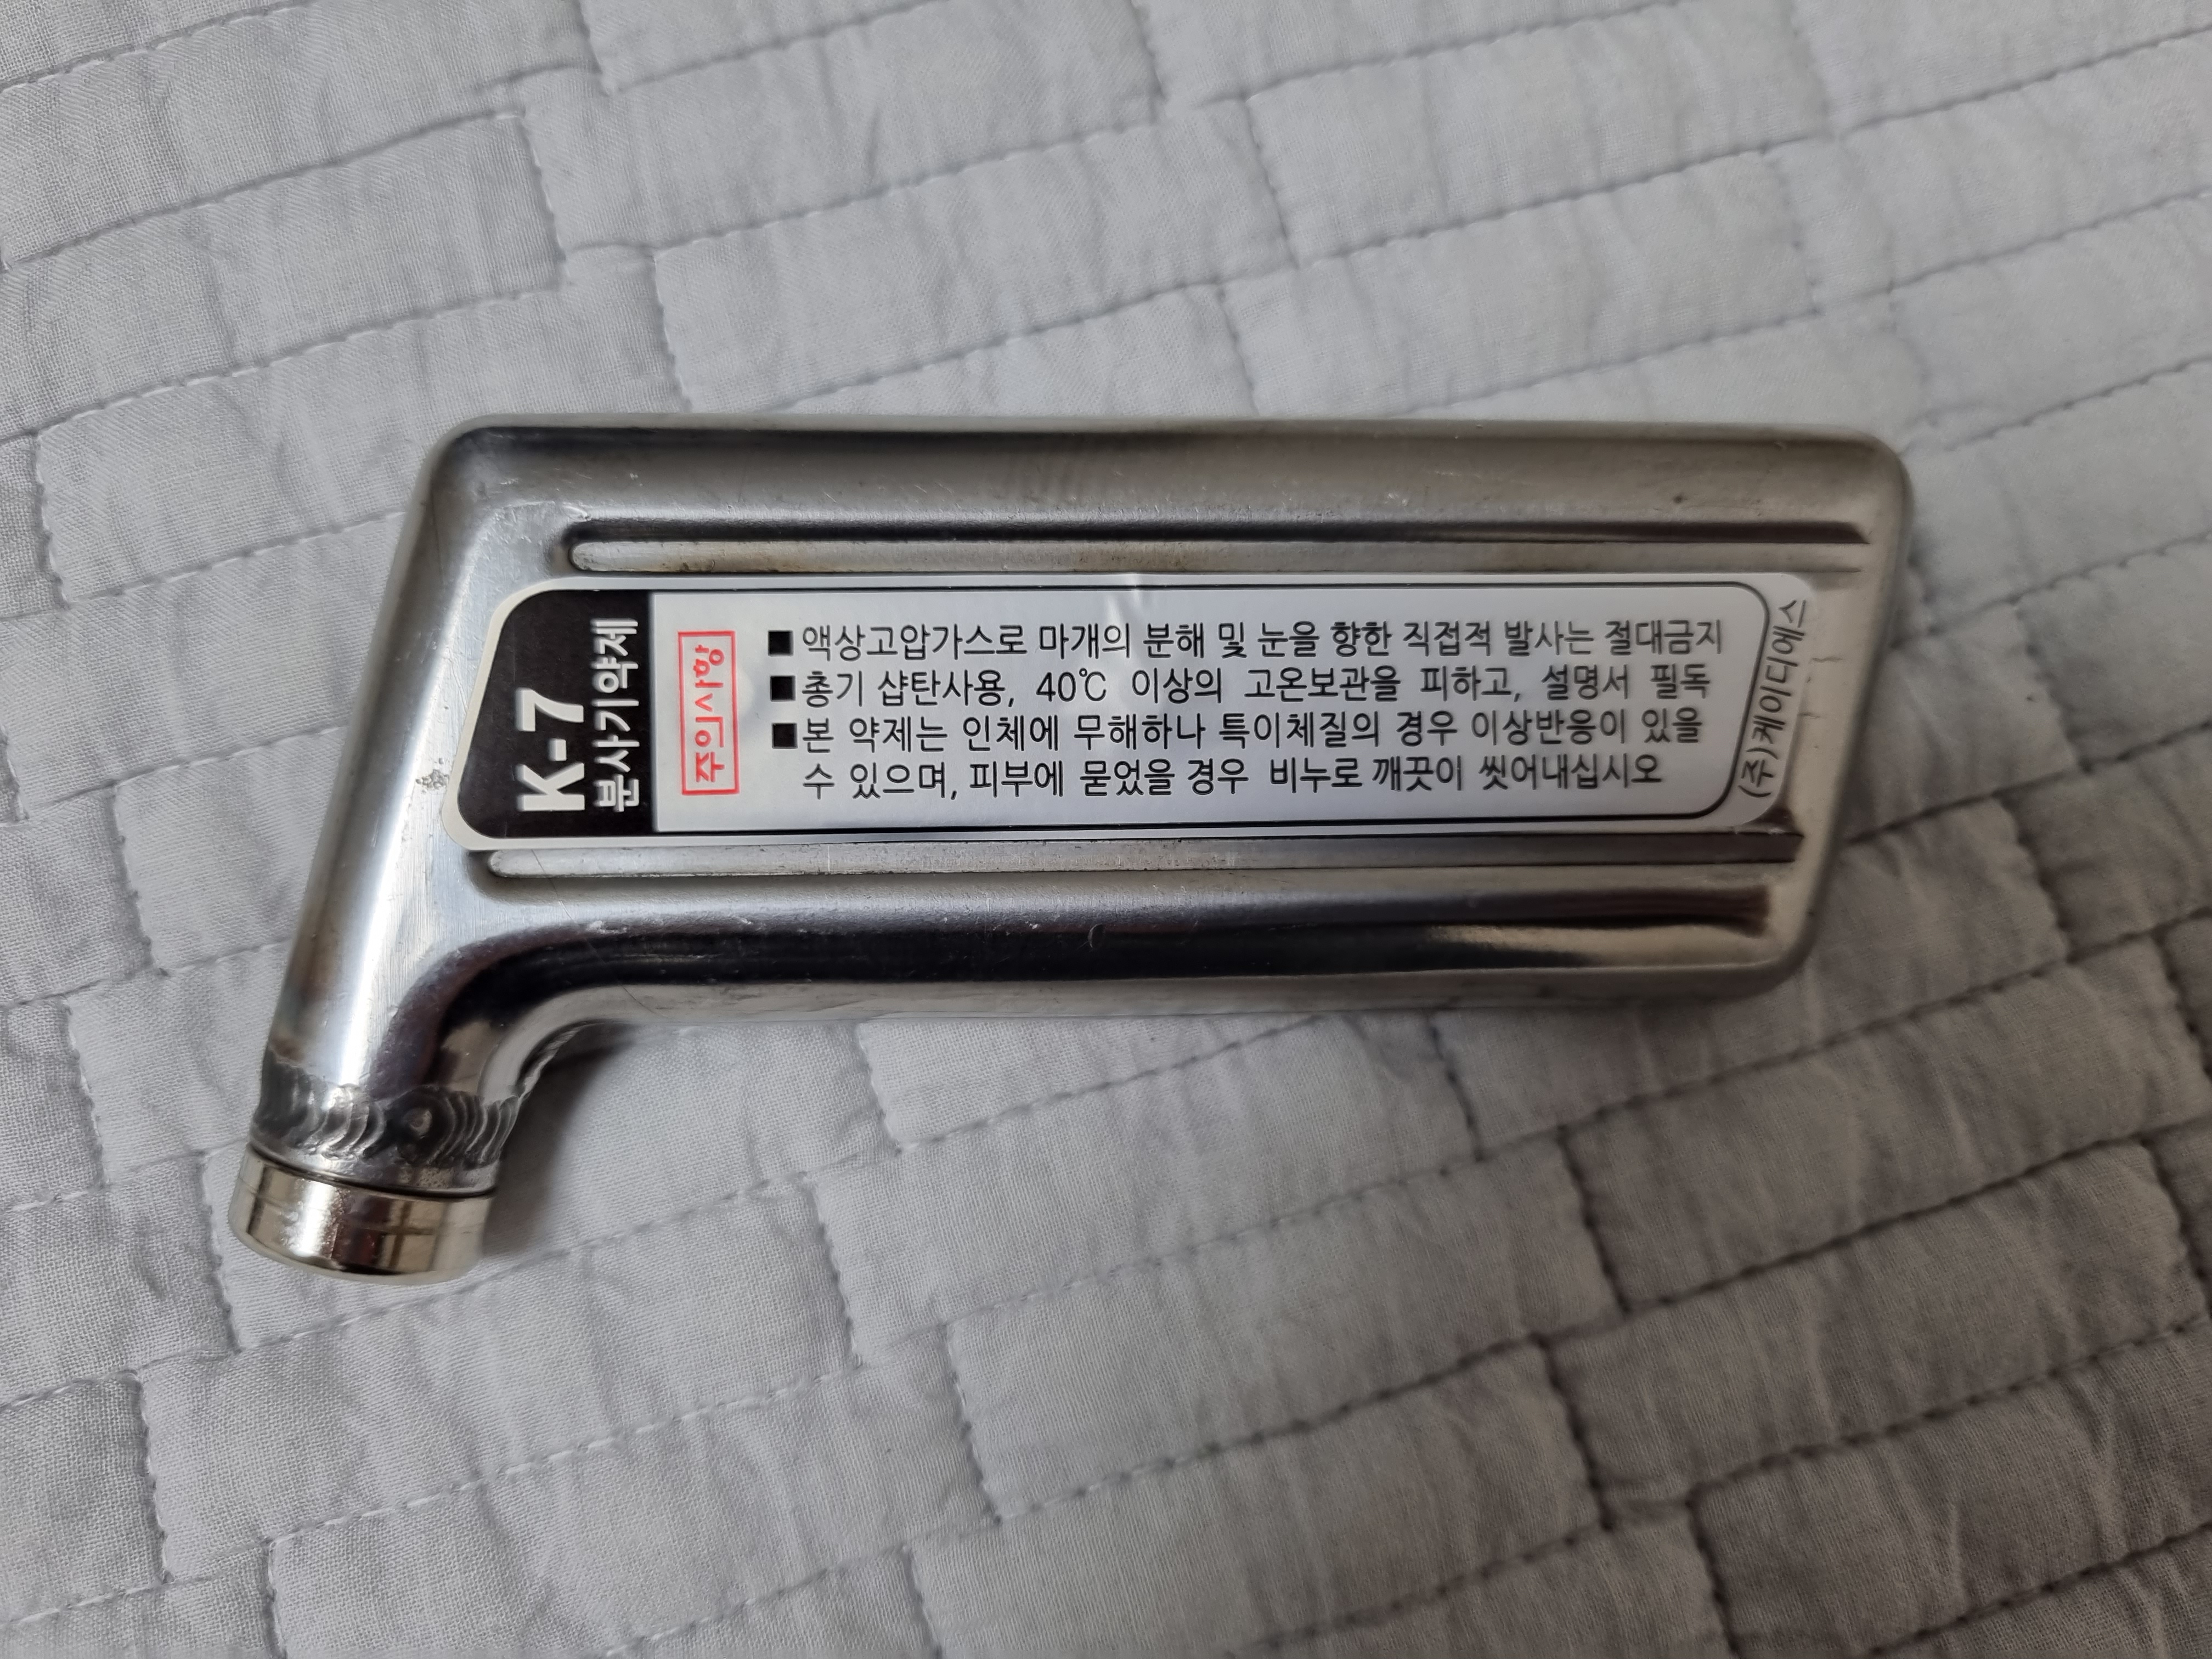 K-7
분사기약제
주의사항
■ 액상고압가스로 마개의 분해 및 눈을 향한 직접적 발사는 절대금지
■ 총기 샵탄사용, 40℃ 이상의 고온보관을 피하고, 설명서 필독
■ 본 약제는 인체에 무해하나 특이체질의 경우 이상반응이 있을
수 있으며, 피부에 묻었을 경우 비누로 깨끗이 씻어내십시오
(주)케이디에스